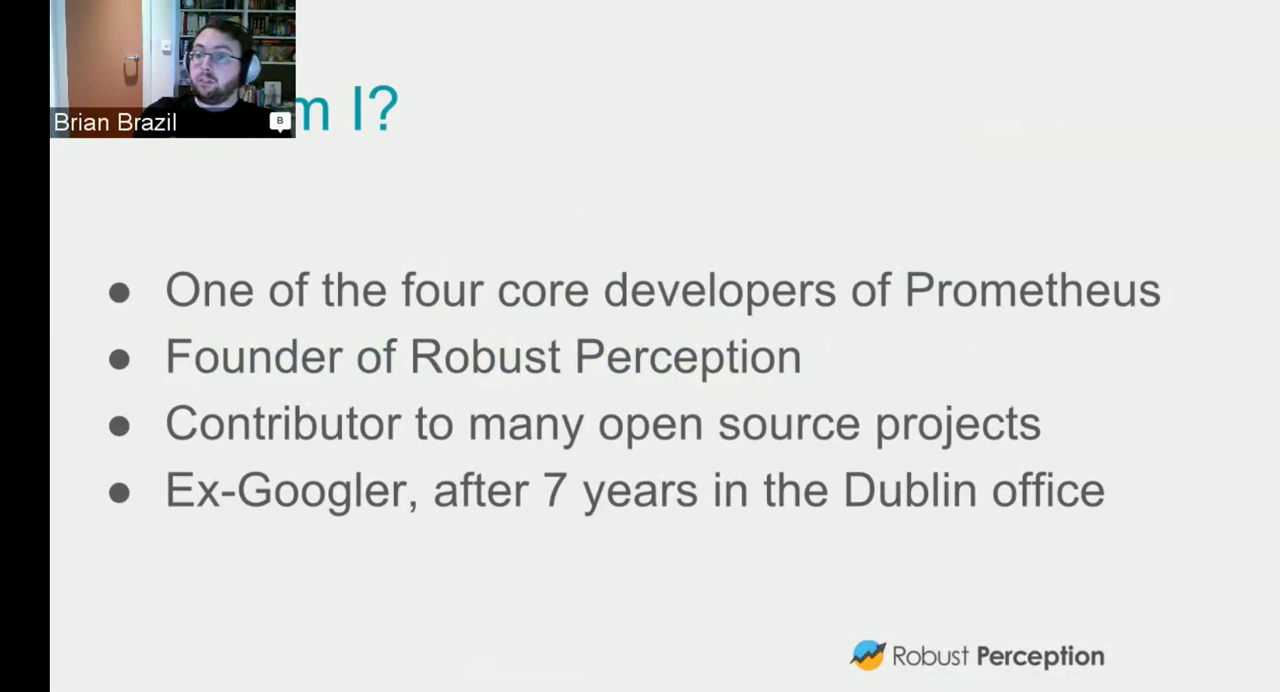 m I?
Brian Brazil
B
● One of the four core developers of Prometheus
● Founder of Robust Perception
● Contributor to many open source projects
● Ex-Googler, after 7 years in the Dublin office
Robust Perception